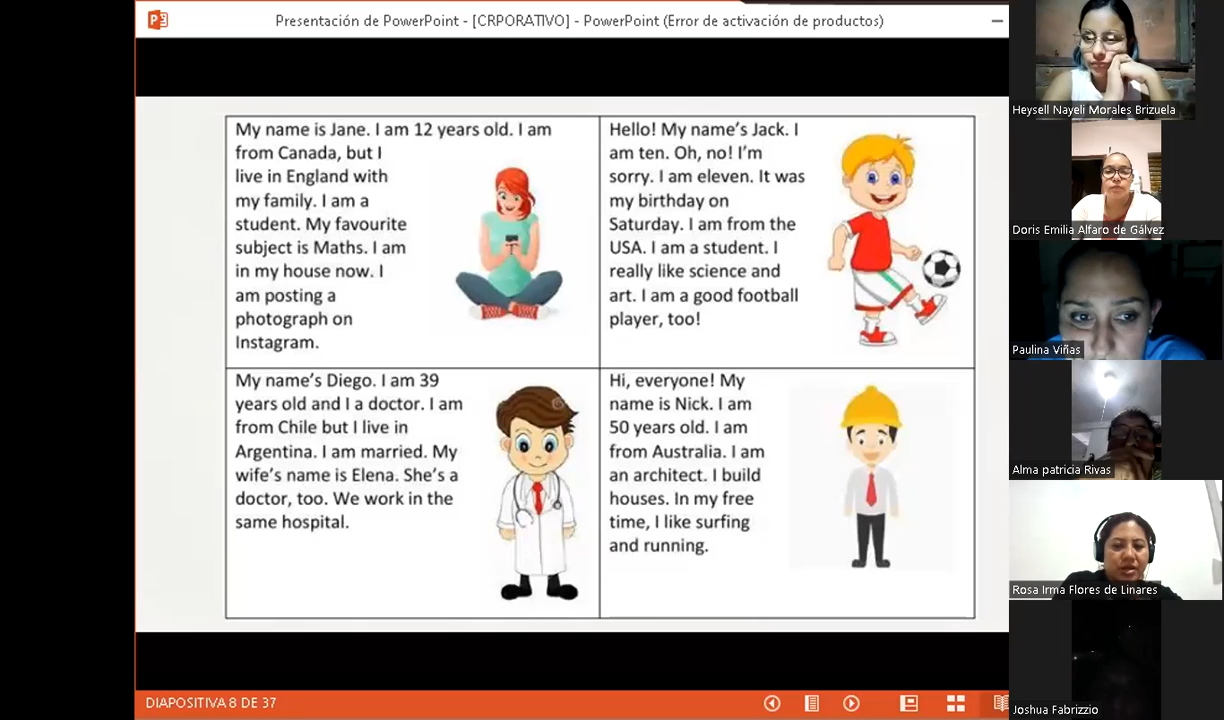 Presentación de PowerPoint - [CRPORATIVO] - PowerPoint (Error de activación de productos)
My name is Jane. I am 12 years old. I am
from Canada, but I
live in England with
my family. I am a
student. My favourite
subject is Maths. I am
in my house now. I
am posting a
photograph on
Instagram.
Hello! My name's Jack. I
am ten. Oh, no! I'm
sorry. I am eleven. It was
my birthday on
Saturday. I am from the
USA. I am a student. I
really like science and
art. I am a good football
player, too!
My name's Diego. I am 39
years old and I a doctor. I am
from Chile but I live in
Argentina. I am married. My
wife's name is Elena. She's a
doctor, too. We work in the
same hospital.
Hi, everyone! My
name is Nick. I am
50 years old. I am
from Australia. I am
an architect. I build
houses. In my free
time, I like surfing
and running.
DIAPOSITIVA 8 DE 37
Heysell Nayeli Morales Brizuela
Doris Emilia Alfaro de Gálvez
Paulina Viñas
Alma patricia Rivas
Rosa Irma Flores de Linares
Joshua Fabrizzio